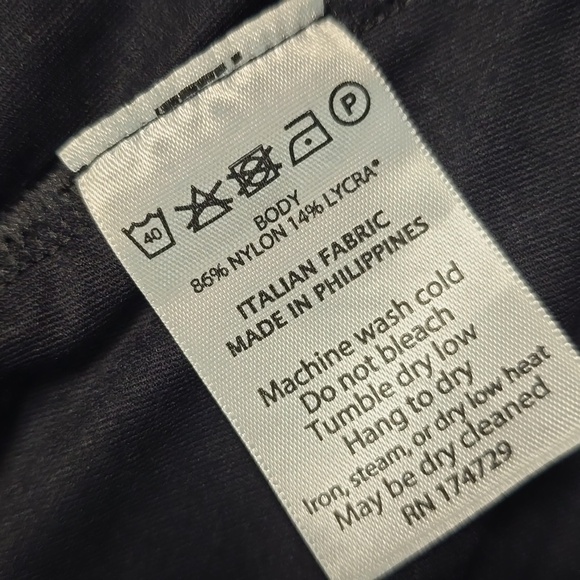 40
P
BODY
86% NYLON 14% LYCRA®
ITALIAN FABRIC
MADE IN PHILIPPINES
Machine wash cold
Do not bleach
Tumble dry low
Hang to dry
Iron, steam, or dry low heat
May be dry cleaned
RN 174729